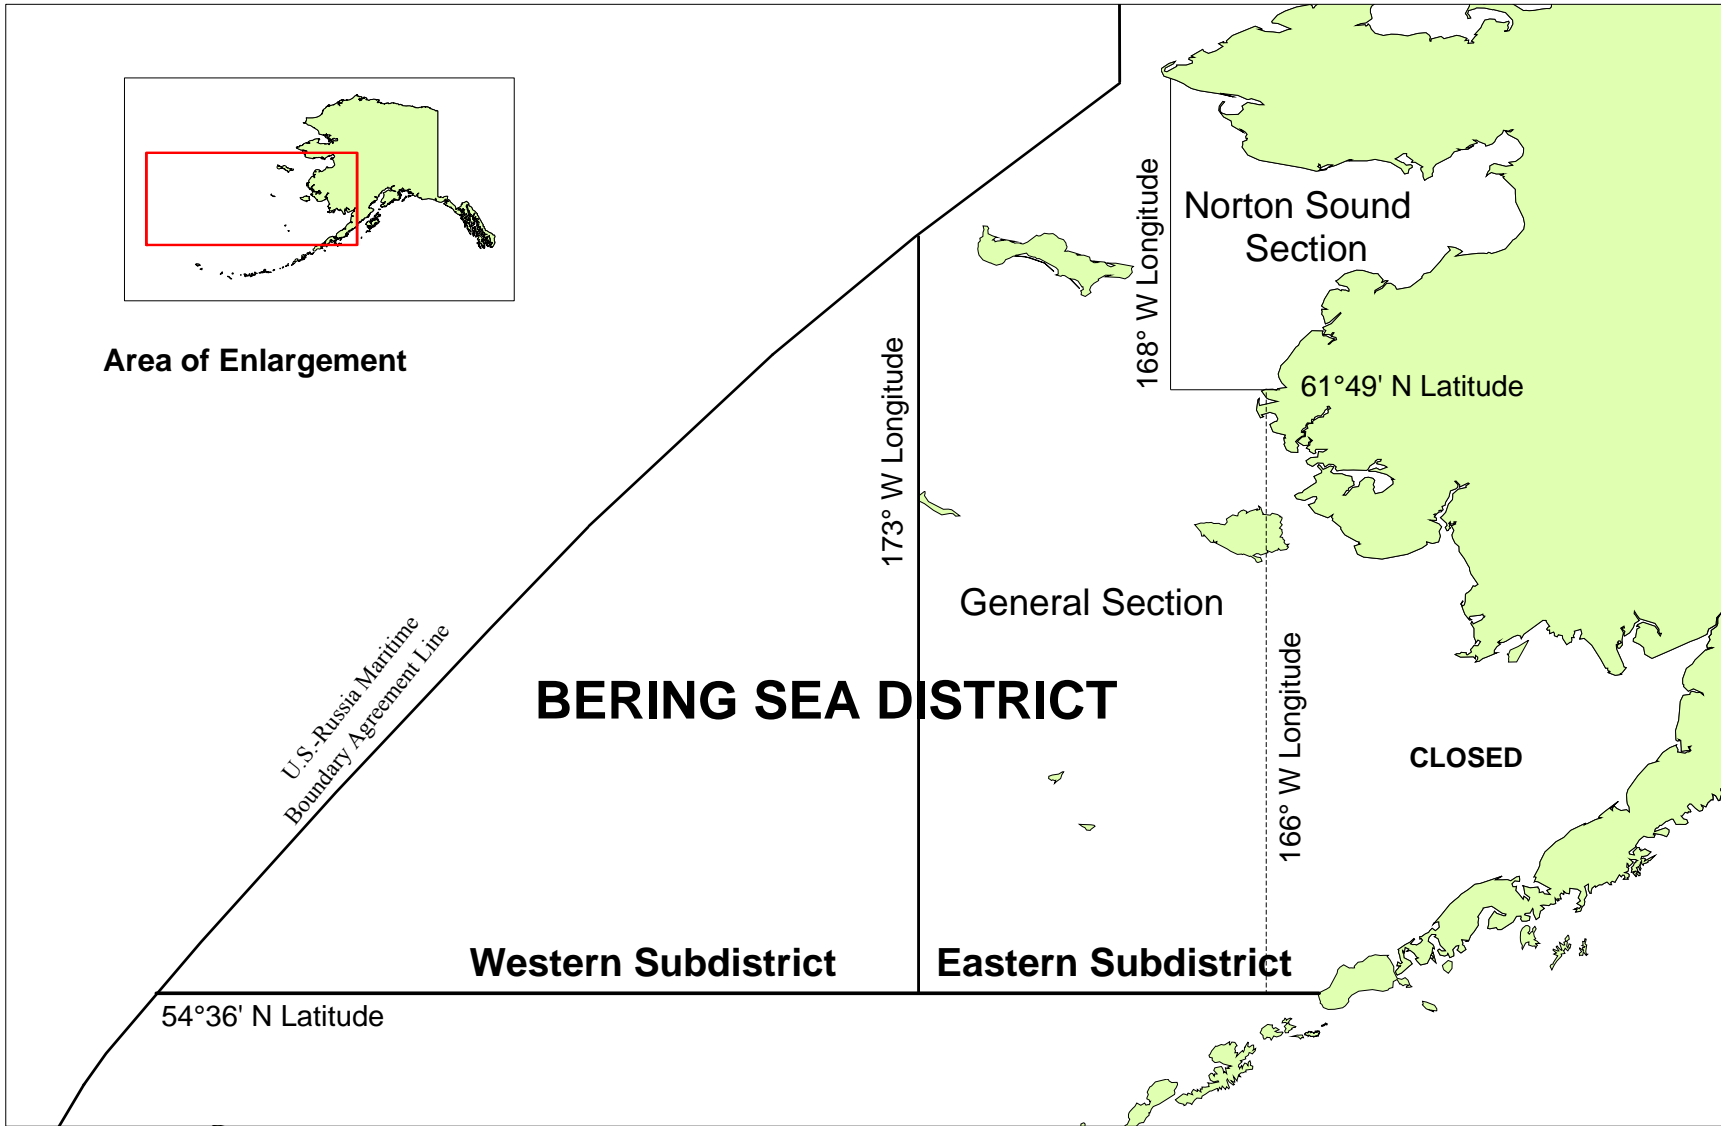 168° W Longitude
Norton Sound
Section
Area of Enlargement
173° W Longitude
61°49' N Latitude
General Section
U.S.-Russia Maritime
Boundary Agreement Line
BERING SEA DISTRICT
166° W Longitude
CLOSED
Western Subdistrict
Eastern Subdistrict
54°36' N Latitude